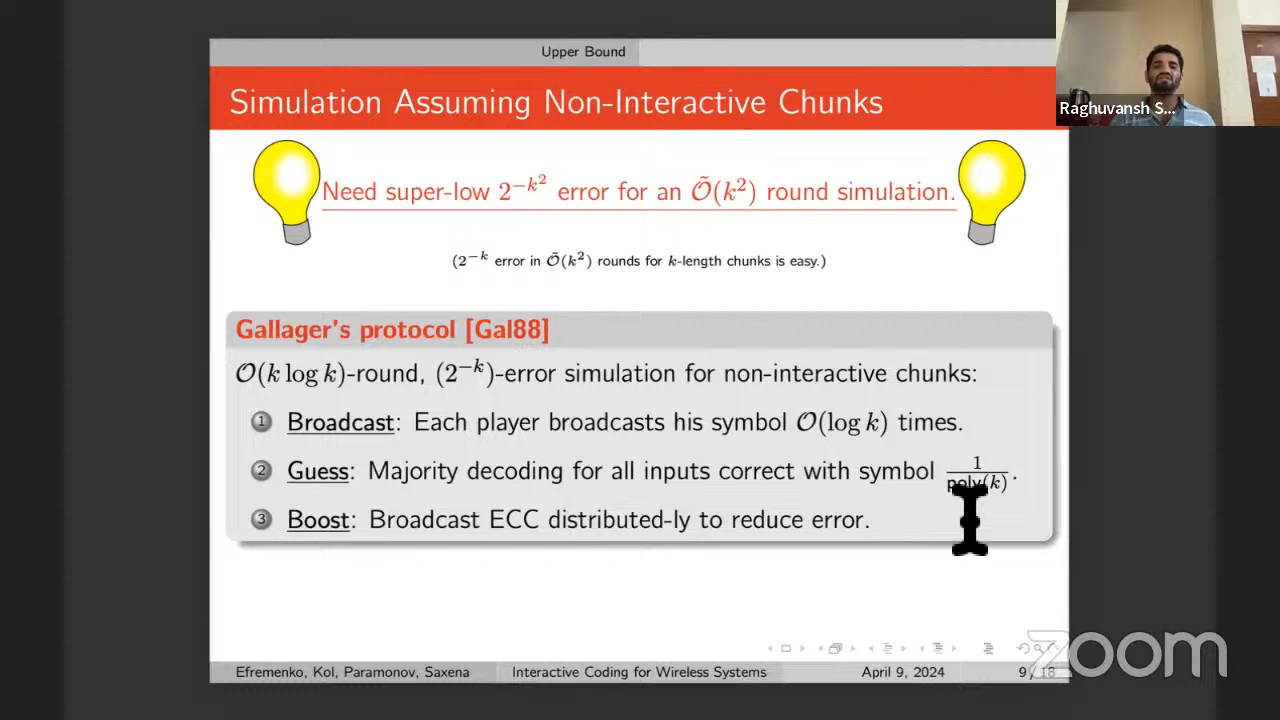 Upper Bound
Simulation Assuming Non-Interactive Chunks
Raghuvansh S...
Need super-low 2^{-k^2} error for an Õ(k^2) round simulation.
(2^{-k} error in Õ(k^2) rounds for k-length chunks is easy.)
Gallager's protocol [Gal88]
O(k log k)-round, (2^{-k})-error simulation for non-interactive chunks:
1 Broadcast: Each player broadcasts his symbol O(log k) times.
2 Guess: Majority decoding for all inputs correct with symbol 1/poly(k).
3 Boost: Broadcast ECC distributed-ly to reduce error.
Efremenko, Kol, Paramonov, Saxena Interactive Coding for Wireless Systems April 9, 2024 9 / 18
zoom